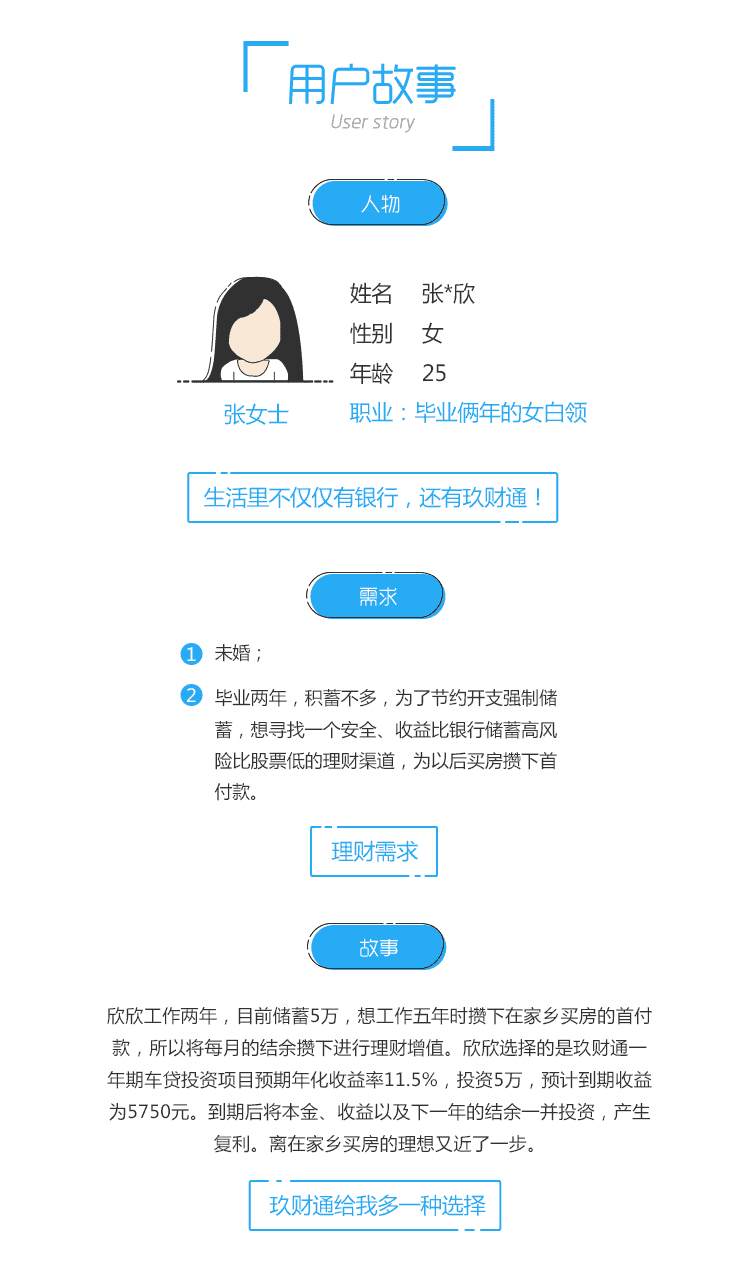 用户故事
User story
人物
姓名 张*欣
性别 女
年龄 25
张女士
职业：毕业俩年的女白领
生活里不仅仅有银行，还有玖财通！
需求
1 未婚；
2 毕业两年，积蓄不多，为了节约开支强制储
蓄，想寻找一个安全、收益比银行储蓄高风
险比股票低的理财渠道，为以后买房攒下首
付款。
理财需求
故事
欣欣工作两年，目前储蓄5万，想工作五年时攒下在家乡买房的首付
款，所以将每月的结余攒下进行理财增值。欣欣选择的是玖财通一
年期车贷投资项目预期年化收益率11.5%，投资5万，预计到期收益
为5750元。到期后将本金、收益以及下一年的结余一并投资，产生
复利。离在家乡买房的理想又近了一步。
玖财通给我多一种选择